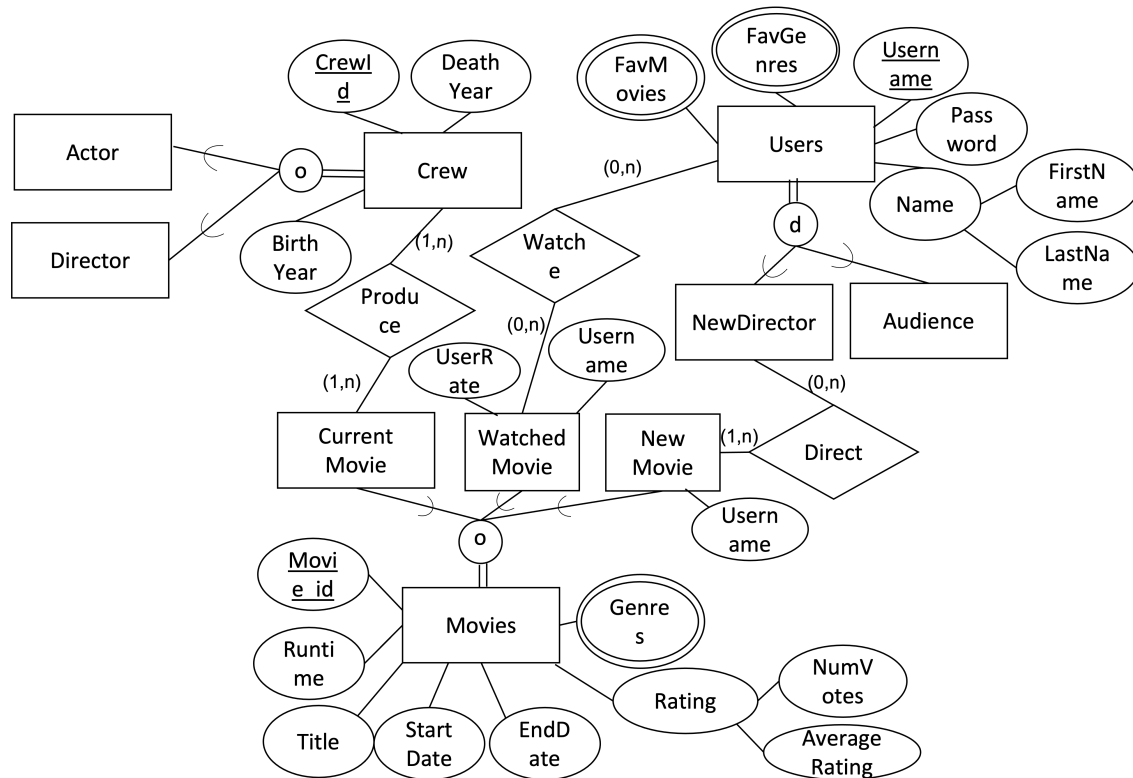 CrewI
d
Death
Year
FavM
ovies
FavGe
nres
Usern
ame
Actor
o
Crew
Users
Pass
word
(0,n)
Name
FirstN
ame
Director
Birth
Year
(1,n)
Watch
e
d
LastNa
me
Produ
ce
NewDirector
Audience
(0,n)
Usern
ame
UserR
ate
(1,n)
(0,n)
Current
Movie
Watched
Movie
New
Movie
(1,n)
Direct
Usern
ame
o
Movi
e_id
Movies
Genre
s
Runti
me
Rating
NumV
otes
Title
Start
Date
EndD
ate
Average
Rating